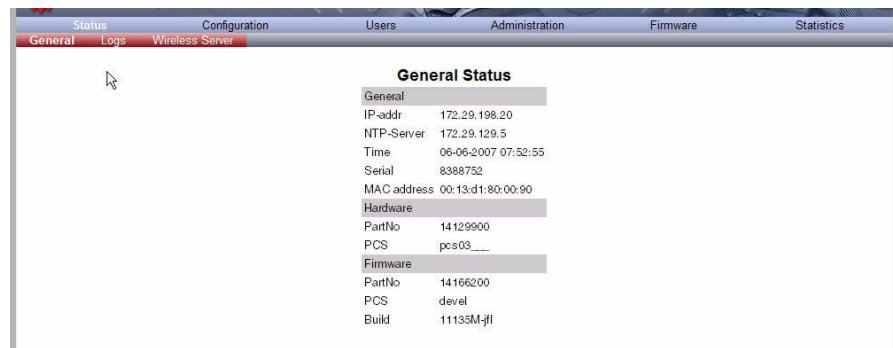 Status Configuration Users Administration Firmware Statistics
General Logs Wireless Server
General Status
General
IP-addr 172.29.198.20
NTP-Server 172.29.129.5
Time 06-06-2007 07:52:55
Serial 8388752
MAC address 00:13:d1:80:00:90
Hardware
PartNo 14129900
PCS pcs03___
Firmware
PartNo 14166200
PCS devel
Build 11135M-jfl